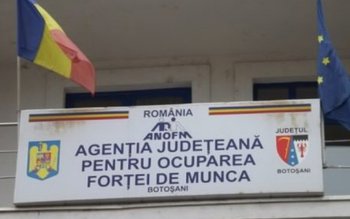 ROMÂNIA
ANOFM
AGENȚIA JUDEȚEANĂ
PENTRU OCUPAREA
FORȚEI DE MUNCA
BOTOȘANI
JUDEȚUL
BOTOȘANI